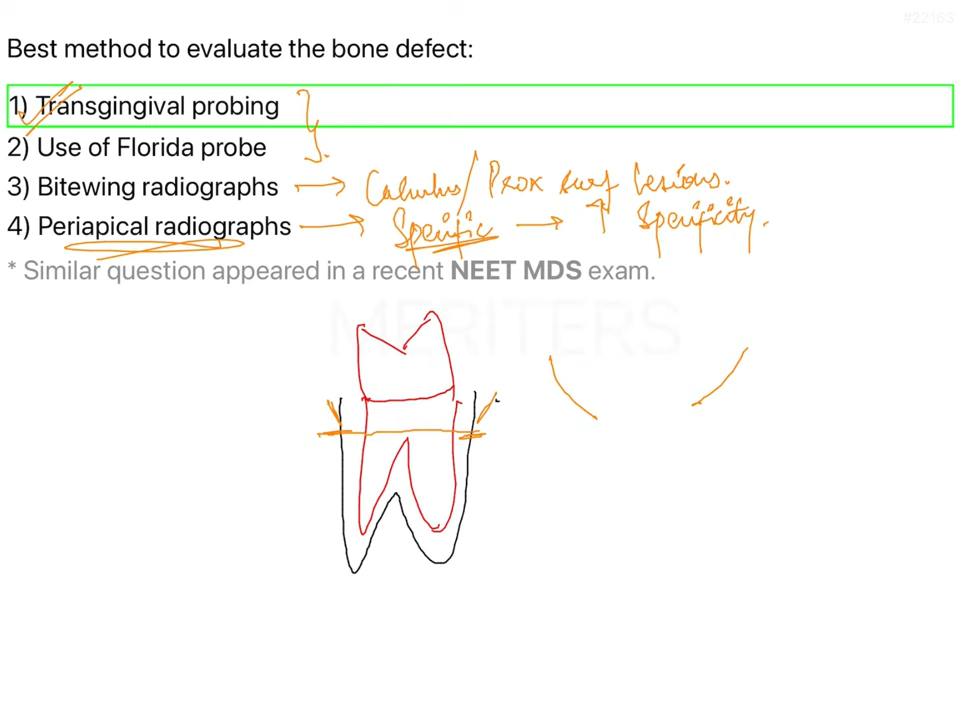 #22163
Best method to evaluate the bone defect:
1) Transgingival probing
2) Use of Florida probe
3) Bitewing radiographs → Calculus / Prox surf lesions.
4) Periapical radiographs → Specific → ↑ Specificity.
* Similar question appeared in a recent NEET MDS exam.
MERITERS